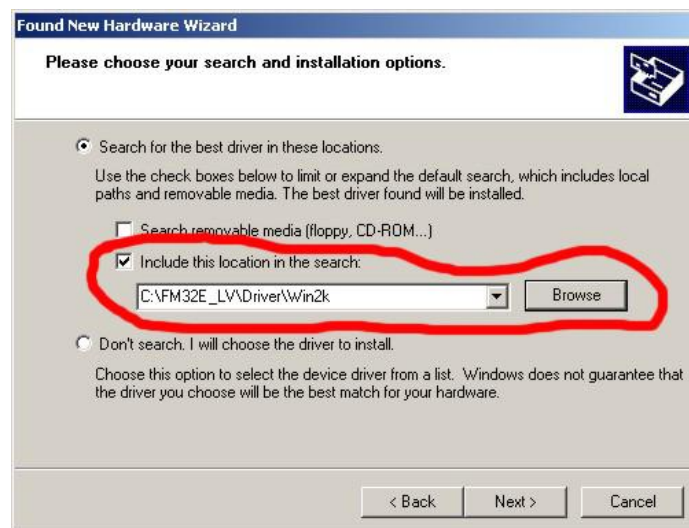 Found New Hardware Wizard
Please choose your search and installation options.
Search for the best driver in these locations.
Use the check boxes below to limit or expand the default search, which includes local
paths and removable media. The best driver found will be installed.
Search removable media (floppy, CD-ROM...)
Include this location in the search:
C:\FM32E_LV\Driver\Win2k
Browse
Don't search. I will choose the driver to install.
Choose this option to select the device driver from a list. Windows does not guarantee that
the driver you choose will be the best match for your hardware.
< Back Next > Cancel